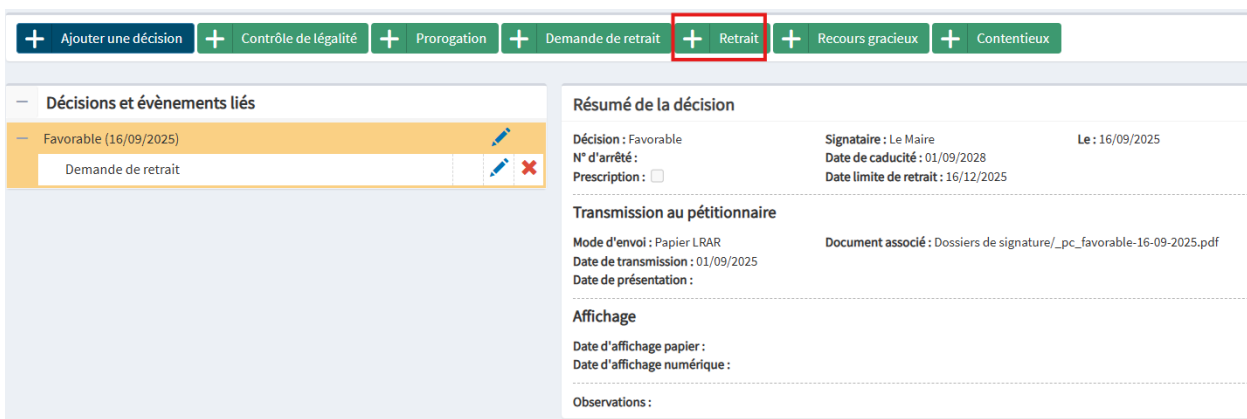 Ajouter une décision Contrôle de légalité Prorogation Demande de retrait Retrait Recours gracieux Contentieux
Décisions et évènements liés
Favorable (16/09/2025)
Demande de retrait
Résumé de la décision
Décision : Favorable Signataire : Le Maire Le : 16/09/2025
N° d'arrêté : Date de caducité : 01/09/2028
Prescription : Date limite de retrait : 16/12/2025
Transmission au pétitionnaire
Mode d'envoi : Papier LRAR Document associé : Dossiers de signature/_pc_favorable-16-09-2025.pdf
Date de transmission : 01/09/2025
Date de présentation :
Affichage
Date d'affichage papier :
Date d'affichage numérique :
Observations :